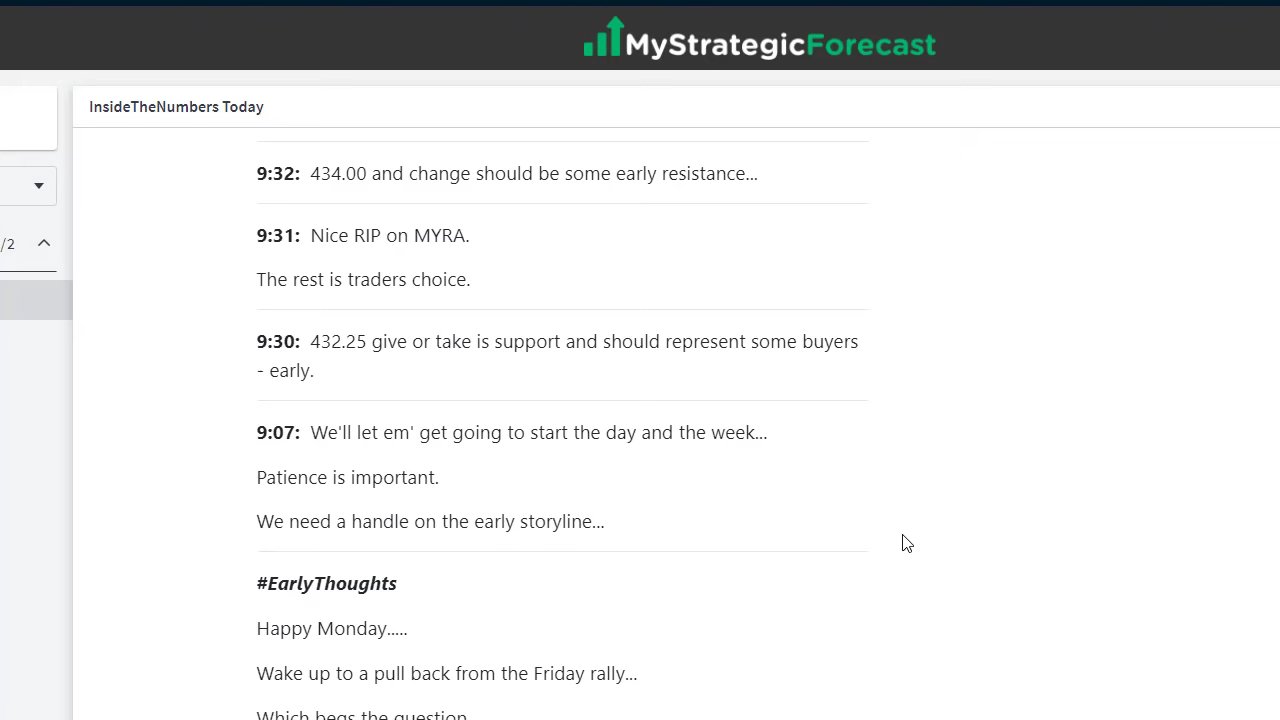 MyStrategicForecast
InsideTheNumbers Today
9:32: 434.00 and change should be some early resistance...
/2
9:31: Nice RIP on MYRA.
The rest is traders choice.
9:30: 432.25 give or take is support and should represent some buyers
- early.
9:07: We'll let em' get going to start the day and the week...
Patience is important.
We need a handle on the early storyline...
#EarlyThoughts
Happy Monday.....
Wake up to a pull back from the Friday rally...
Which begs the question